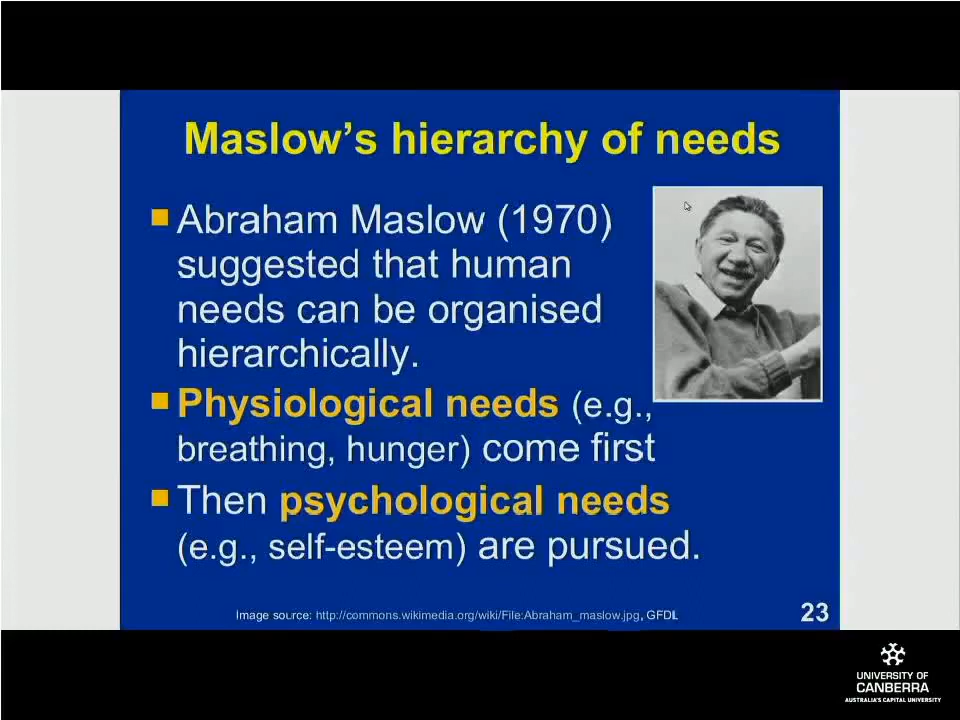 Maslow's hierarchy of needs
Abraham Maslow (1970)
suggested that human
needs can be organised
hierarchically.
Physiological needs (e.g.,
breathing, hunger) come first
Then psychological needs
(e.g., self-esteem) are pursued.
Image source: http://commons.wikimedia.org/wiki/File:Abraham_maslow.jpg, GFDL
23
UNIVERSITY OF
CANBERRA
AUSTRALIA'S CAPITAL UNIVERSITY